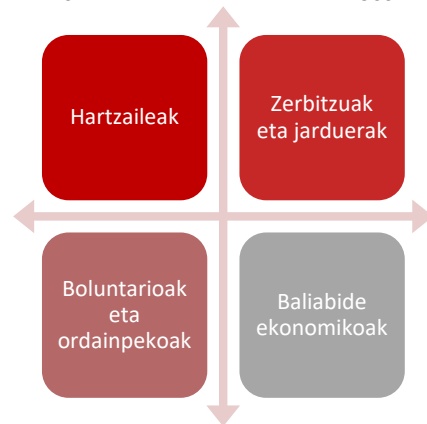 Hartzaileak
Zerbitzuak
eta jarduerak
Boluntarioak
eta
ordainpekoak
Baliabide
ekonomikoak